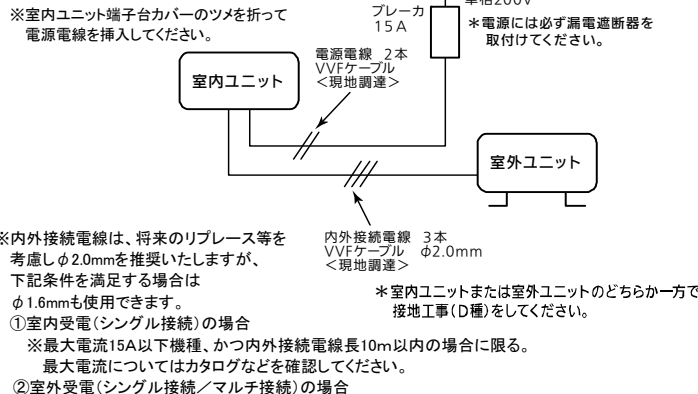 単相200V
※室内ユニット端子台カバーのツメを折って
電源電線を挿入してください。
ブレーカ
15A
＊電源には必ず漏電遮断器を
取付けてください。
電源電線 2本
VVFケーブル
＜現地調達＞
室内ユニット
室外ユニット
※内外接続電線は、将来のリプレース等を
考慮しφ2.0mmを推奨いたしますが、
下記条件を満足する場合は
φ1.6mmも使用できます。
内外接続電線 3本
VVFケーブル φ2.0mm
＜現地調達＞
＊室内ユニットまたは室外ユニットのどちらか一方で
接地工事(D種)をしてください。
①室内受電(シングル接続)の場合
※最大電流15A以下機種、かつ内外接続電線長10m以内の場合に限る。
最大電流についてはカタログなどを確認してください。
②室外受電(シングル接続／マルチ接続)の場合